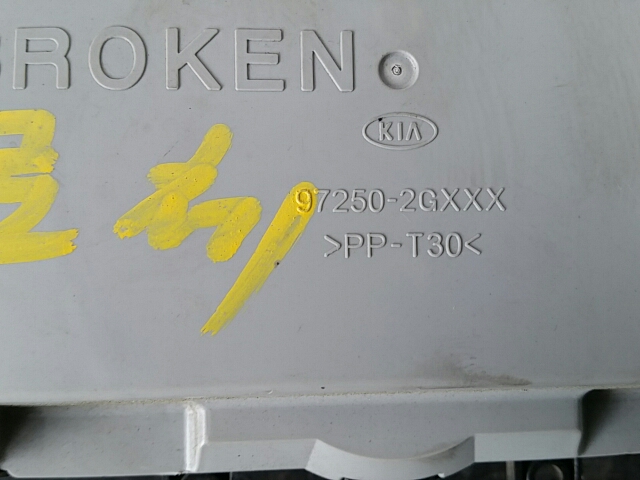 BROKEN
KIA
97250-2GXXX
>PP-T30<